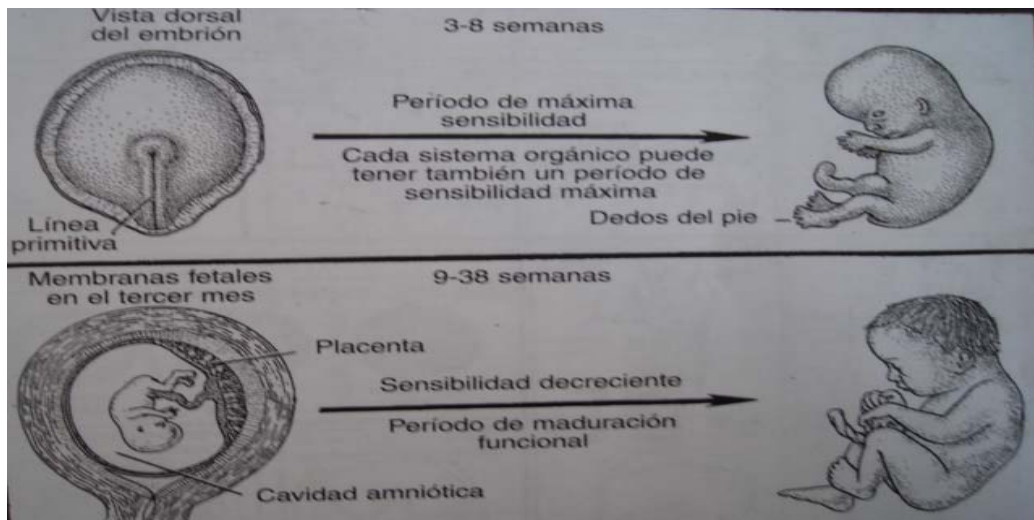 Vista dorsal
del embrión
3-8 semanas
Período de máxima
sensibilidad
Cada sistema orgánico puede
tener también un período de
sensibilidad máxima
Línea
primitiva
Dedos del pie
Membranas fetales
en el tercer mes
9-38 semanas
Placenta
Sensibilidad decreciente
Período de maduración
funcional
Cavidad amniótica